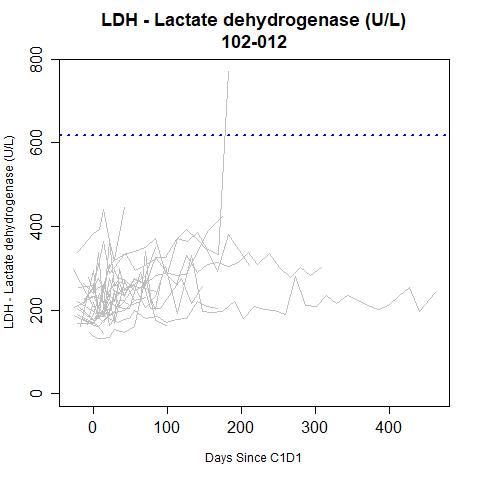 LDH - Lactate dehydrogenase (U/L)
102-012
LDH - Lactate dehydrogenase (U/L)
800
600
400
200
0
0 100 200 300 400
Days Since C1D1